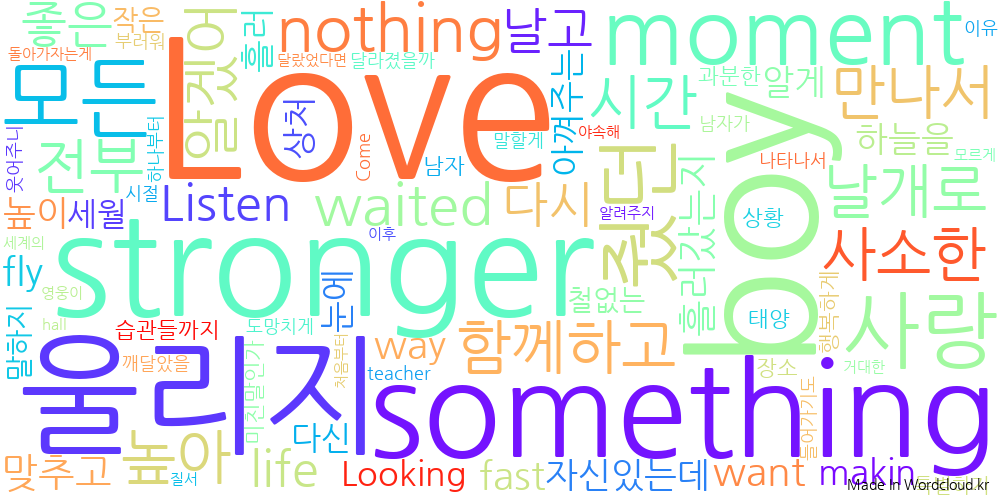 좋은
작은
부러워
돌아가자는게
흘러
알겠어
모든
Love
nothing
달랐었다면
달라졌을까
날고
moment
이유
과분한
알게
만나서
시간
아껴주는
야속해
말할게
남자가
하늘을
모르게
나타나서
상처
Come
남자
하나부터
시절
웃어주니
전부
높이
세월
Listen
waited
다시
줬던
boy
날개로
알려주지
상황
사소한
세계의
이후
stronger
fly
영웅이
hall
눈에
철없는
흘러갔는지
태양
행복하게
사랑
말하지
습관들까지
도망치게
처음부터
way
함께하고
울리지
깨달았을
미친말인가
teacher
something
장소
거대한
다신
높아
들어가기도
맞추고
질서
life
Looking
fast
자신있는데
want
makin
Made In Wordcloud.kr